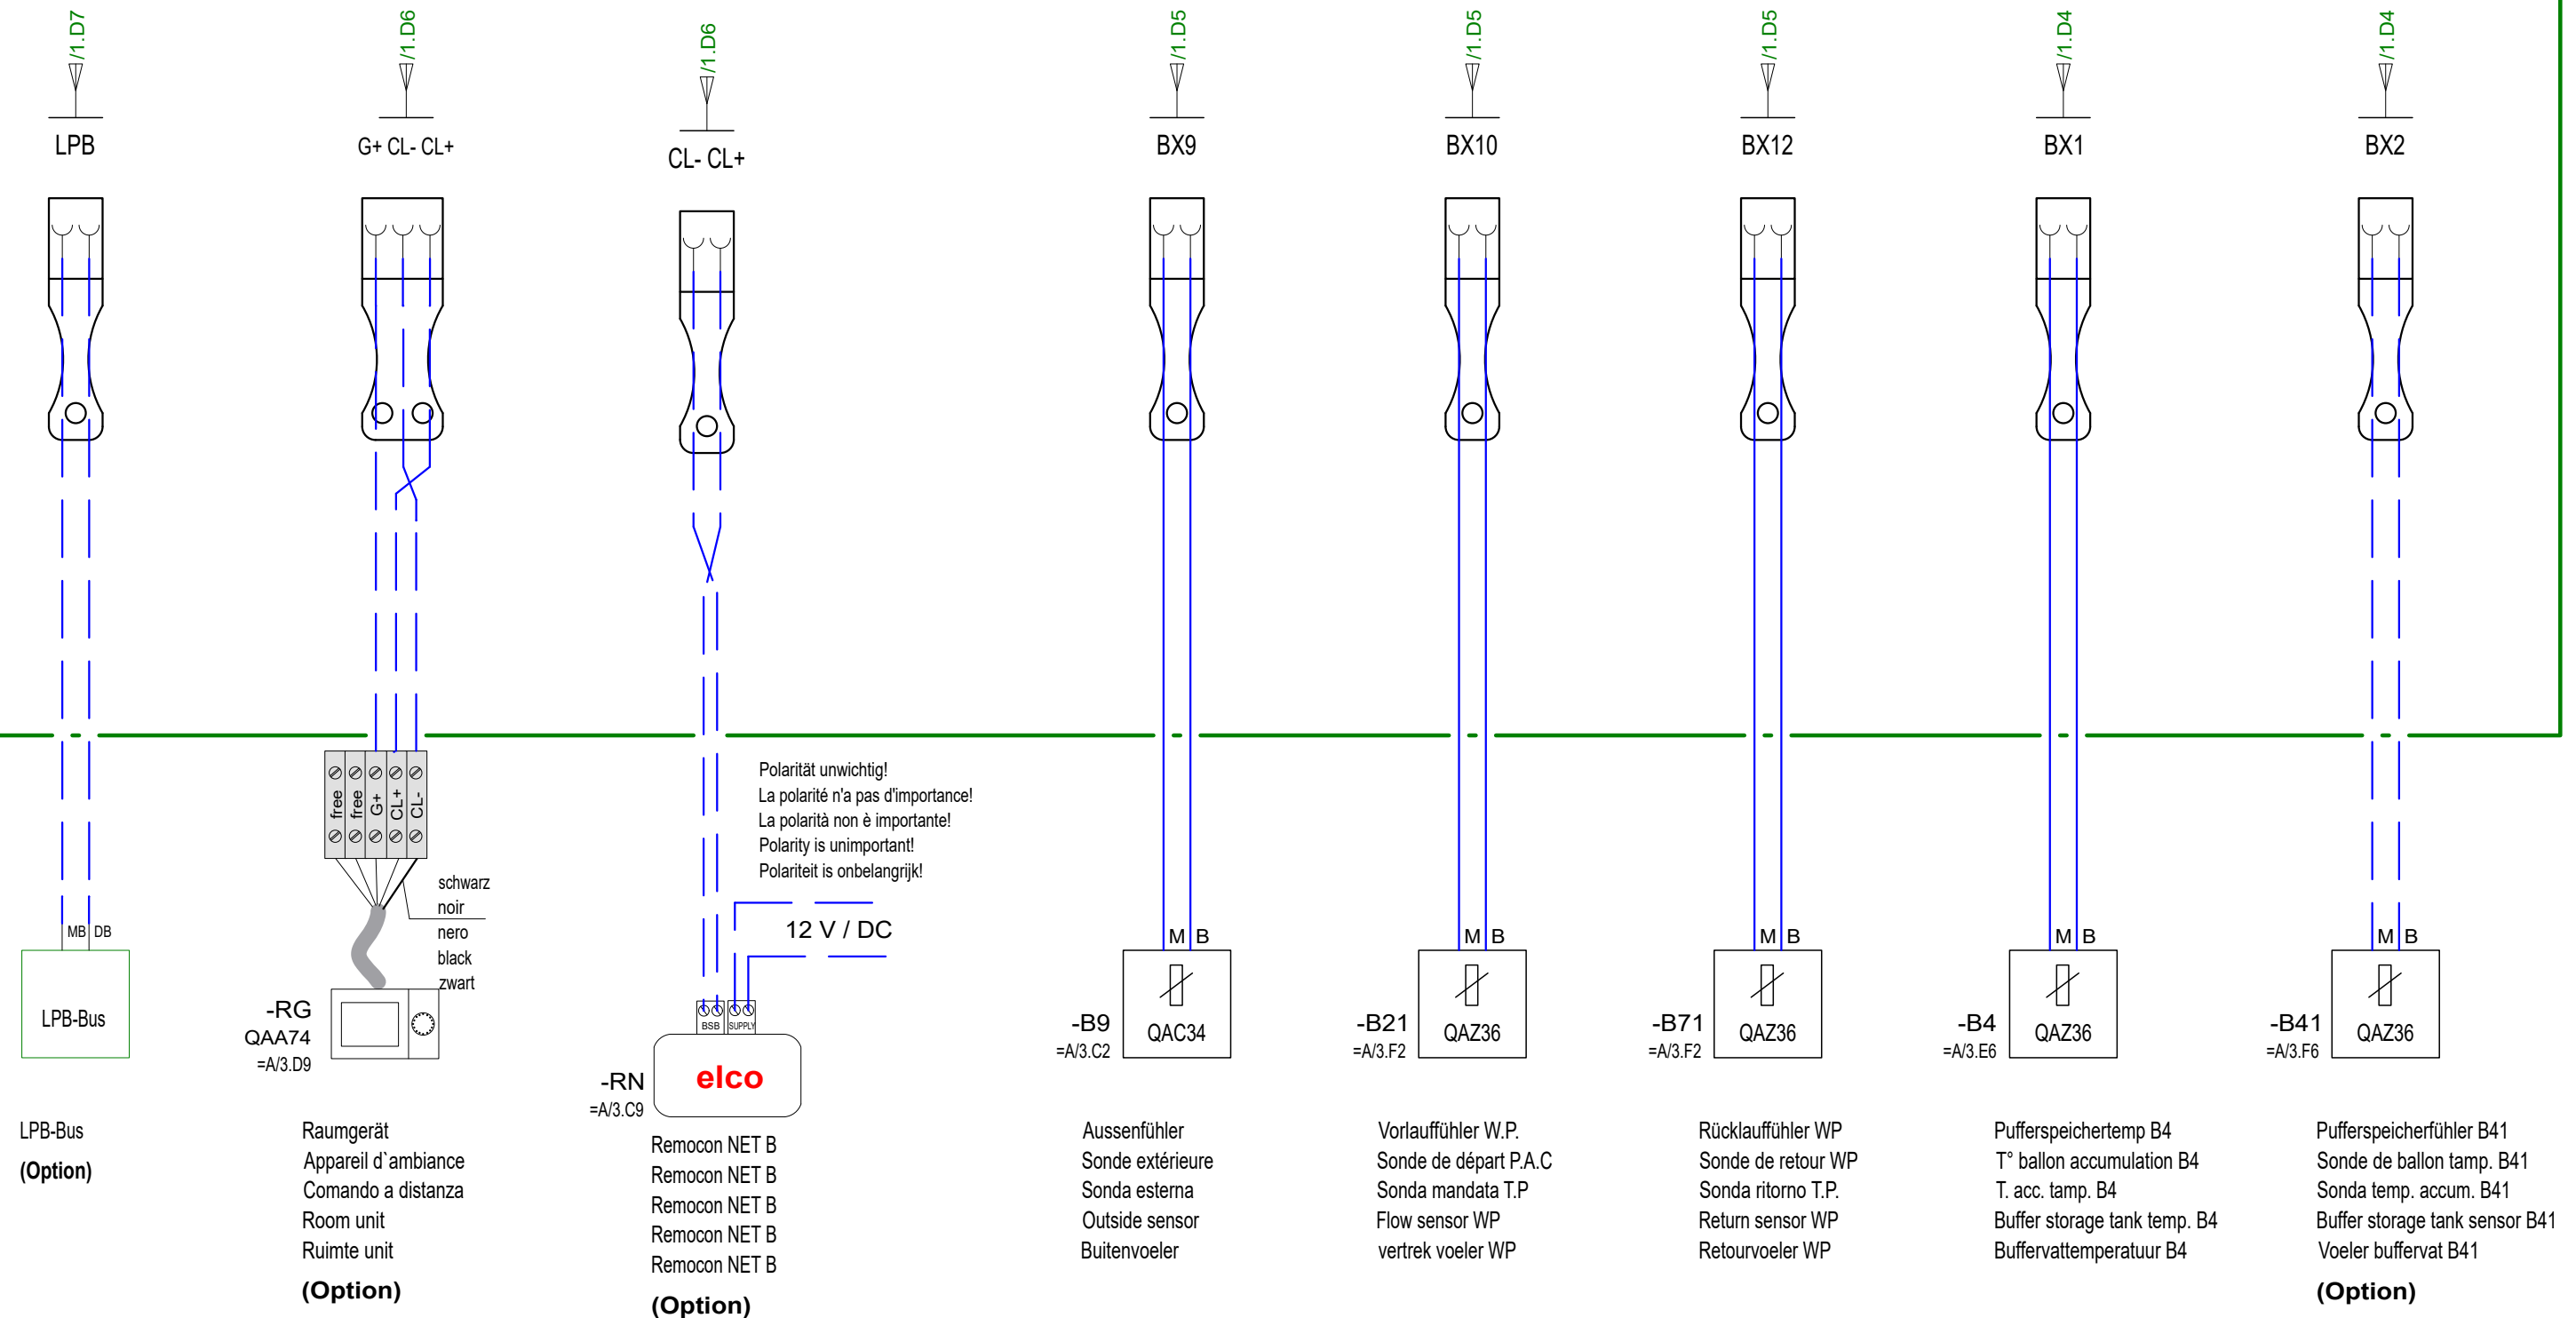 /1.D7
/1.D6
/1.D6
/1.D5
/1.D5
/1.D5
/1.D4
/1.D4
LPB
G+ CL- CL+
CL- CL+
BX9
BX10
BX12
BX1
BX2
free
free
G+
CL+
CL-
schwarz
noir
nero
black
zwart
Polarität unwichtig!
La polarité n'a pas d'importance!
La polarità non è importante!
Polarity is unimportant!
Polariteit is onbelangrijk!
12 V / DC
MB DB
LPB-Bus
-RG
QAA74
=A/3.D9
BSB
SUPPLY
elco
-RN
=A/3.C9
M B
-B9
=A/3.C2
QAC34
M B
-B21
=A/3.F2
QAZ36
M B
-B71
=A/3.F2
QAZ36
M B
-B4
=A/3.E6
QAZ36
M B
-B41
=A/3.F6
QAZ36
LPB-Bus
(Option)
Raumgerät
Appareil d`ambiance
Comando a distanza
Room unit
Ruimte unit
(Option)
Remocon NET B
Remocon NET B
Remocon NET B
Remocon NET B
Remocon NET B
(Option)
Aussenfühler
Sonde extérieure
Sonda esterna
Outside sensor
Buitenvoeler
Vorlauffühler W.P.
Sonde de départ P.A.C
Sonda mandata T.P
Flow sensor WP
vertrek voeler WP
Rücklauffühler WP
Sonde de retour WP
Sonda ritorno T.P.
Return sensor WP
Retourvoeler WP
Pufferspeichertemp B4
T° ballon accumulation B4
T. acc. tamp. B4
Buffer storage tank temp. B4
Buffervattemperatuur B4
Pufferspeicherfühler B41
Sonde de ballon tamp. B41
Sonda temp. accum. B41
Buffer storage tank sensor B41
Voeler buffervat B41
(Option)